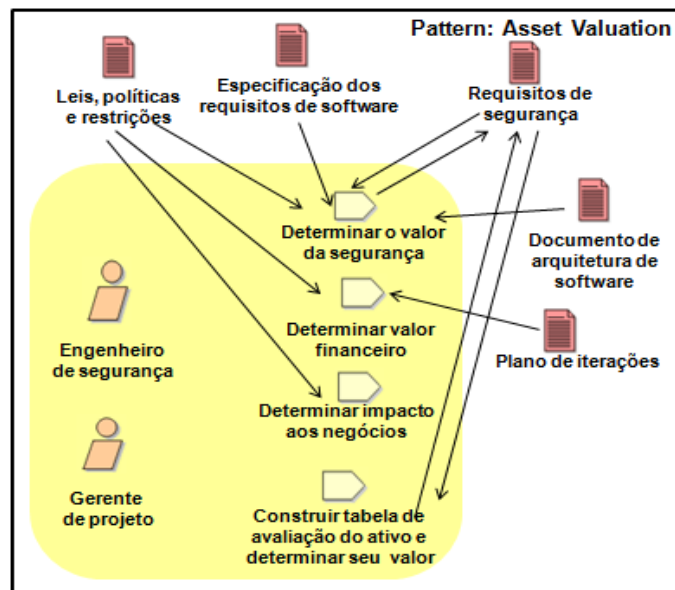 Pattern: Asset Valuation
Leis, políticas
e restrições
Especificação dos
requisitos de software
Requisitos de
segurança
Determinar o valor
da segurança
Documento de
arquitetura de
software
Engenheiro
de segurança
Determinar valor
financeiro
Plano de iterações
Determinar impacto
aos negócios
Gerente
de projeto
Construir tabela de
avaliação do ativo e
determinar seu valor